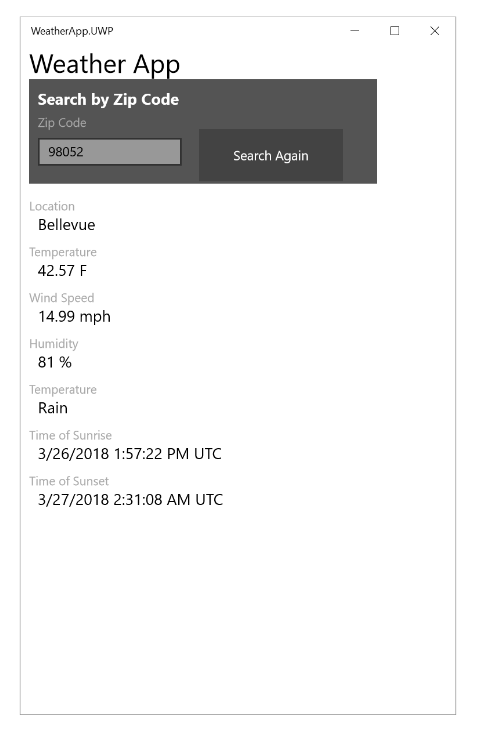 WeatherApp.UWP
Weather App
Search by Zip Code
Zip Code
98052
Search Again
Location
Bellevue
Temperature
42.57 F
Wind Speed
14.99 mph
Humidity
81 %
Temperature
Rain
Time of Sunrise
3/26/2018 1:57:22 PM UTC
Time of Sunset
3/27/2018 2:31:08 AM UTC